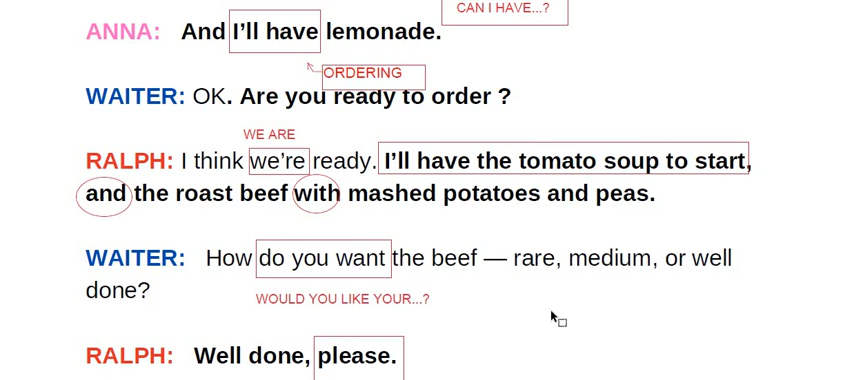 CAN I HAVE...?
ANNA: And I’ll have lemonade.
ORDERING
WAITER: OK. Are you ready to order ?
WE ARE
RALPH: I think we’re ready. I’ll have the tomato soup to start,
and the roast beef with mashed potatoes and peas.
WAITER: How do you want the beef — rare, medium, or well
done?
WOULD YOU LIKE YOUR...?
RALPH: Well done, please.